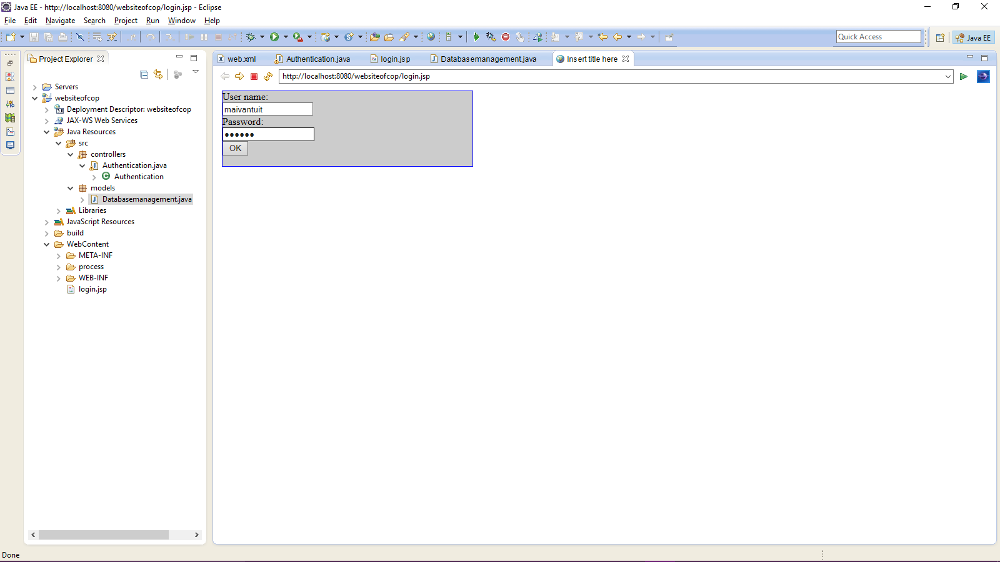 Java EE - http://localhost:8080/websiteofcop/login.jsp - Eclipse
File Edit Navigate Search Project Run Window Help
Quick Access
Java EE
Project Explorer
web.xml Authentication.java login.jsp Databasemanagement.java Insert title here
http://localhost:8080/websiteofcop/login.jsp
Servers
websiteofcop
Deployment Descriptor: websiteofcop
JAX-WS Web Services
Java Resources
src
controllers
Authentication.java
Authentication
models
Databasemanagement.java
Libraries
JavaScript Resources
build
WebContent
META-INF
process
WEB-INF
login.jsp
User name:
maivantuit
Password:
••••••
OK
Done